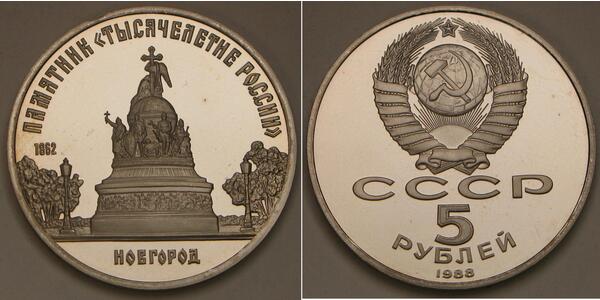 ПАМЯТНИК «ТЫСЯЧЕЛЕТИЕ РОССИИ»
1862
НОВГОРОД
СССР
5
РУБЛЕЙ
1988